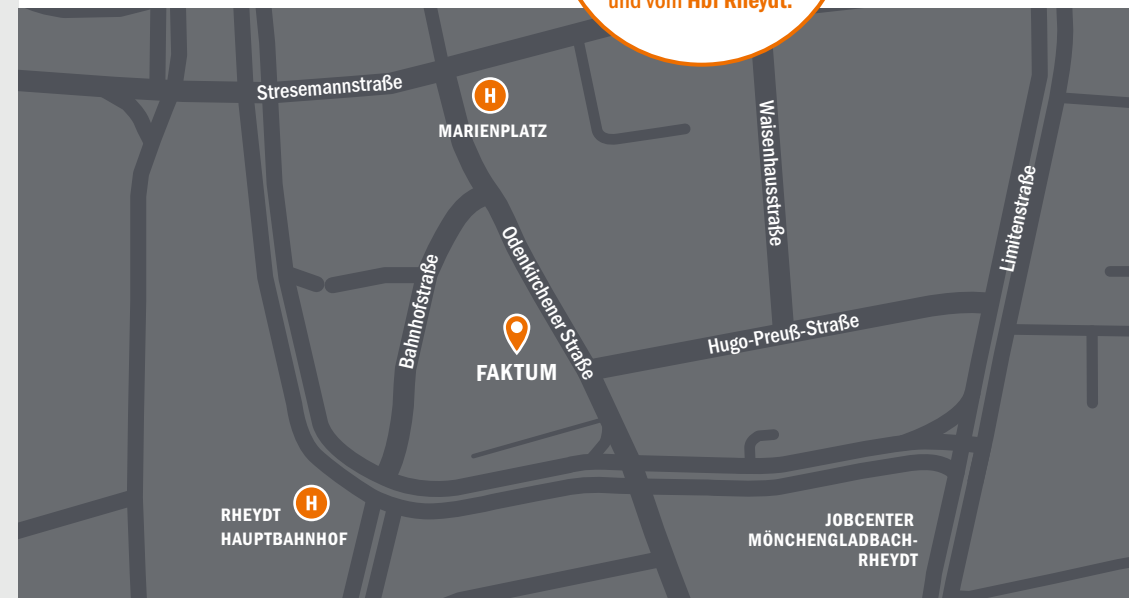 und vom Hbf Rheydt.
Stresemannstraße
H
MARIENPLATZ
Waisenhausstraße
Limitenstraße
Odenkirchener Straße
Bahnhofstraße
Hugo-Preuß-Straße
FAKTUM
RHEYDT
HAUPTBAHNHOF
H
JOBCENTER
MÖNCHENGLADBACH-
RHEYDT